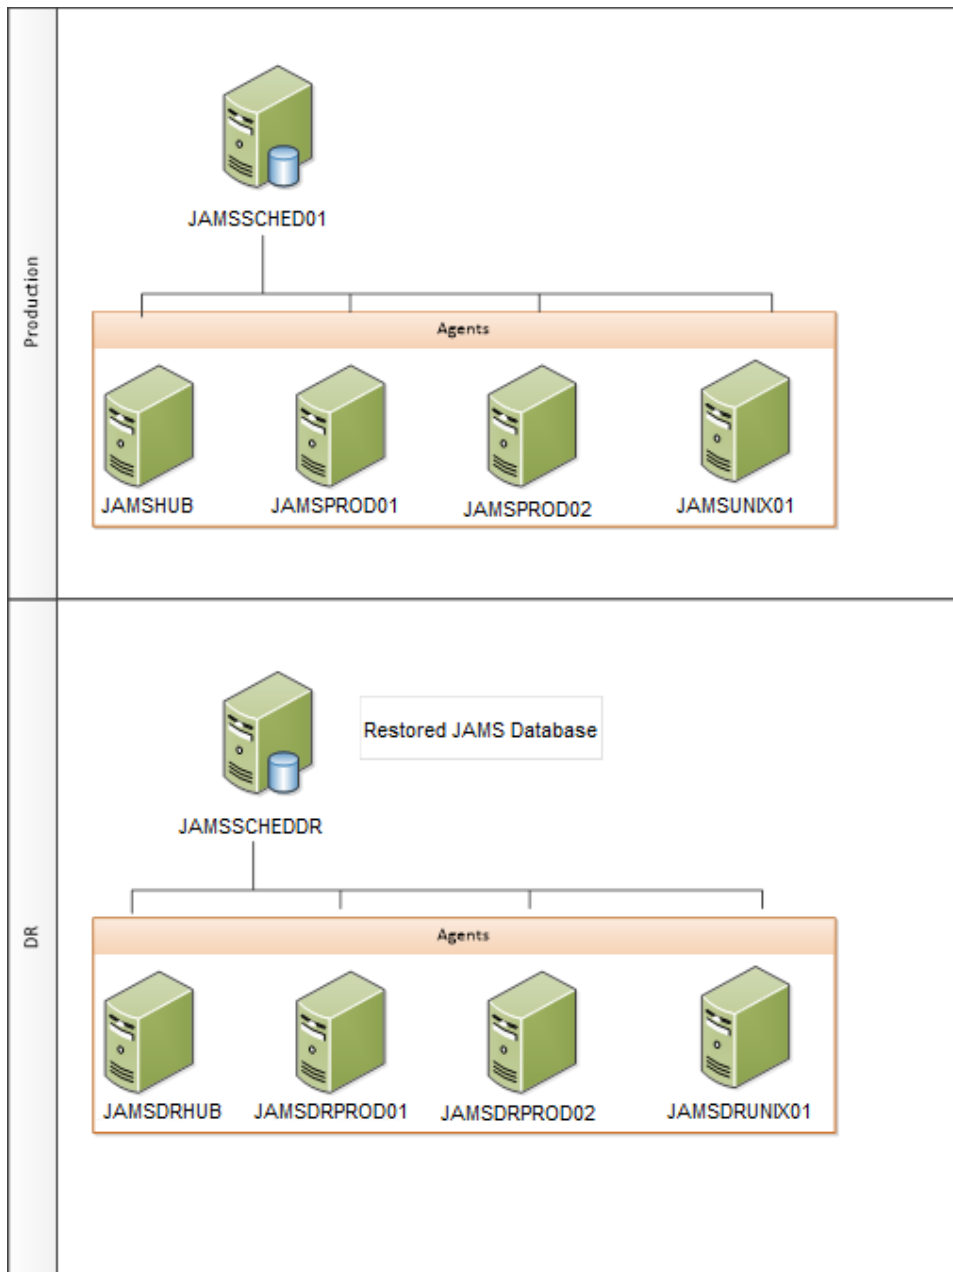 Production
JAMSSCHED01
Agents
JAMSHUB
JAMSPROD01
JAMSPROD02
JAMSUNIX01
DR
Restored JAMS Database
JAMSSCHEDDR
Agents
JAMSDRHUB
JAMSDRPROD01
JAMSDRPROD02
JAMSDRUNIX01